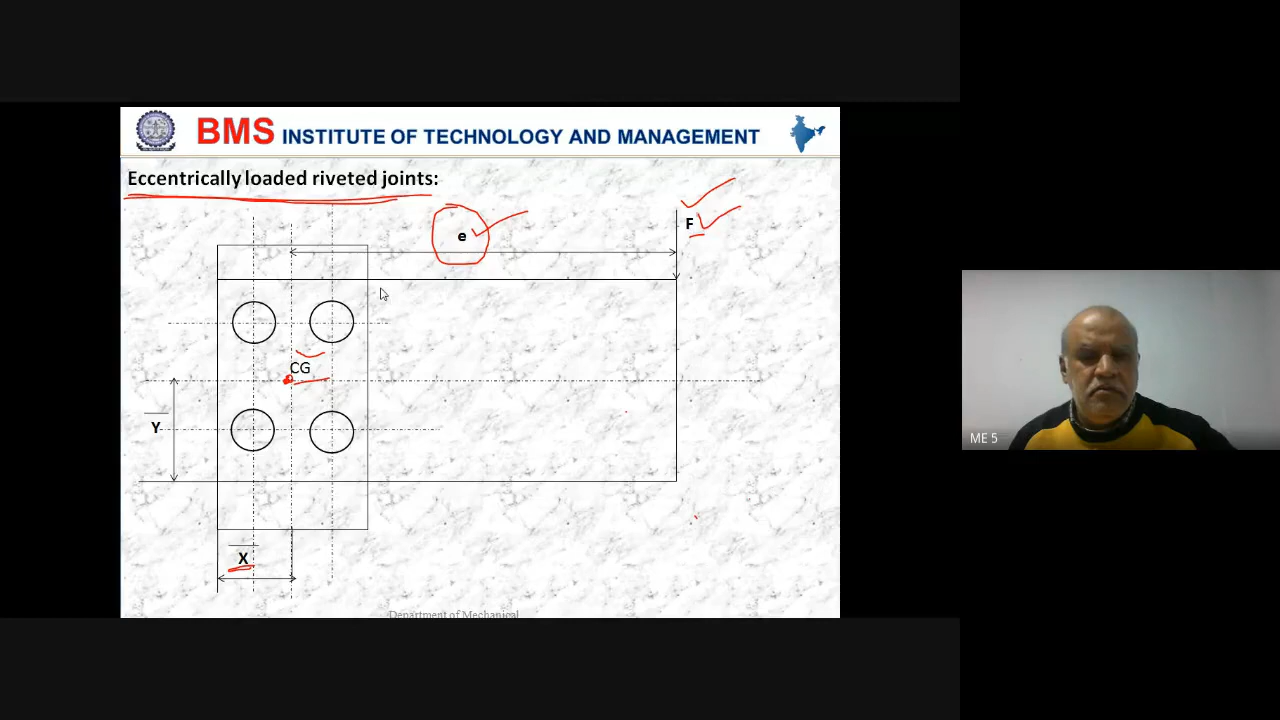 BMS INSTITUTE OF TECHNOLOGY AND MANAGEMENT
Eccentrically loaded riveted joints:
F
e
CG
Y
ME 5
X
Department of Mechanical